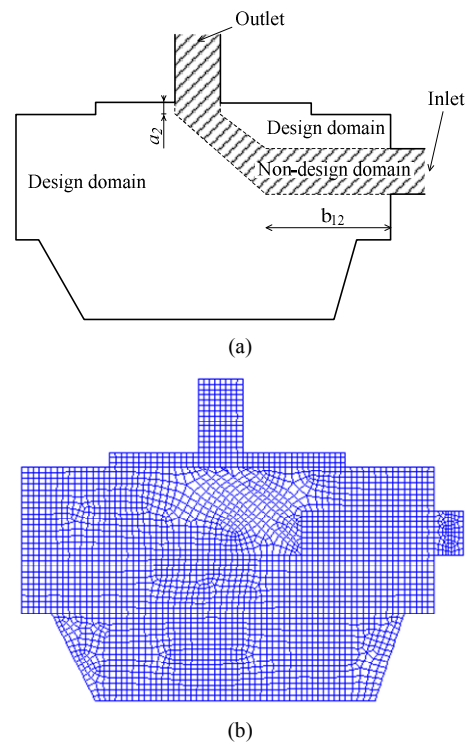 Outlet
Inlet
a2
Design domain
Non-design domain
Design domain
b12
(a)
(b)